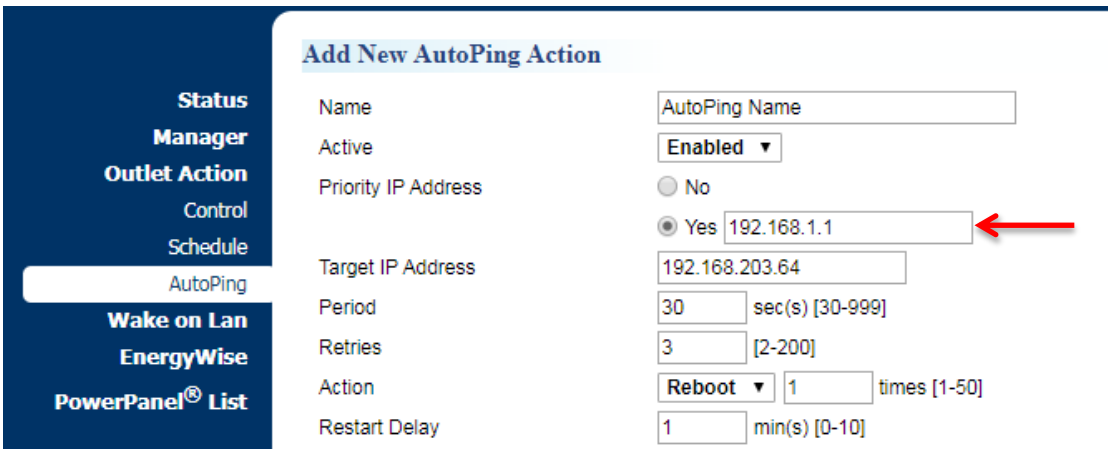 Add New AutoPing Action
Status
Manager
Outlet Action
Control
Schedule
AutoPing
Wake on Lan
EnergyWise
PowerPanel® List
Name AutoPing Name
Active Enabled ▼
Priority IP Address No
Yes 192.168.1.1
Target IP Address 192.168.203.64
Period 30 sec(s) [30-999]
Retries 3 [2-200]
Action Reboot ▼ 1 times [1-50]
Restart Delay 1 min(s) [0-10]